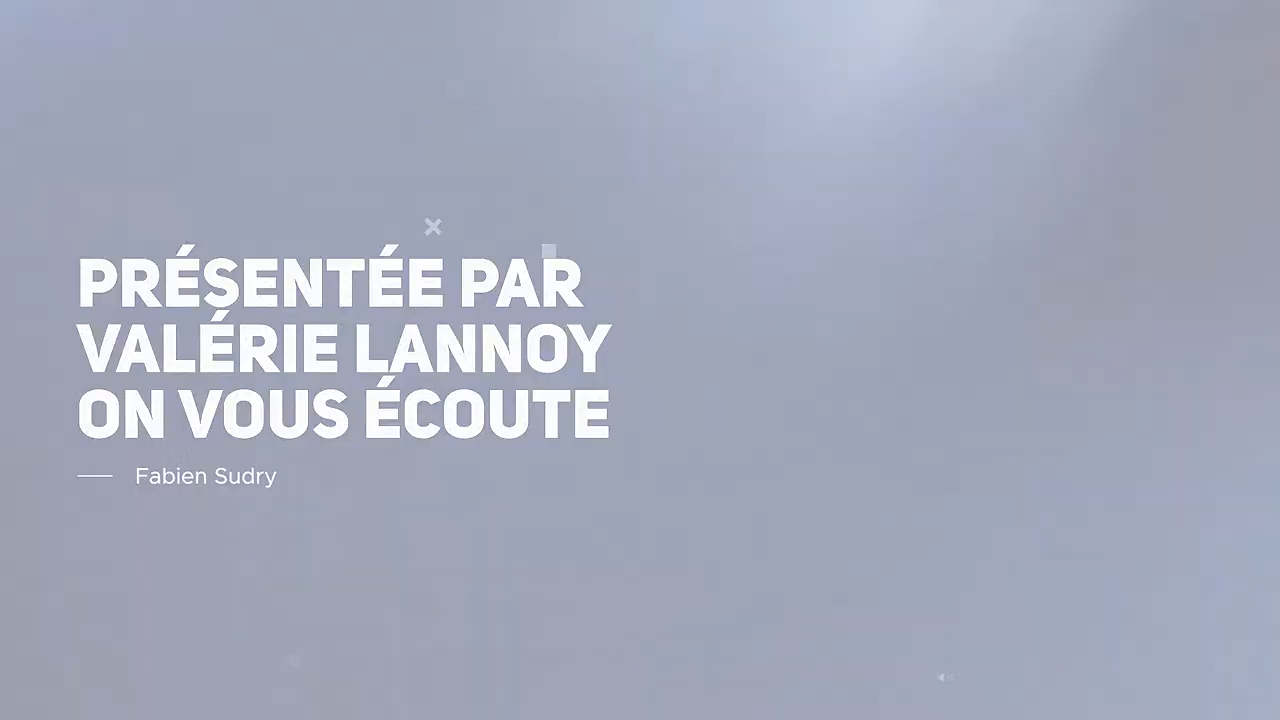 PRÉSENTÉE PAR
VALÉRIE LANNOY
ON VOUS ÉCOUTE
Fabien Sudry